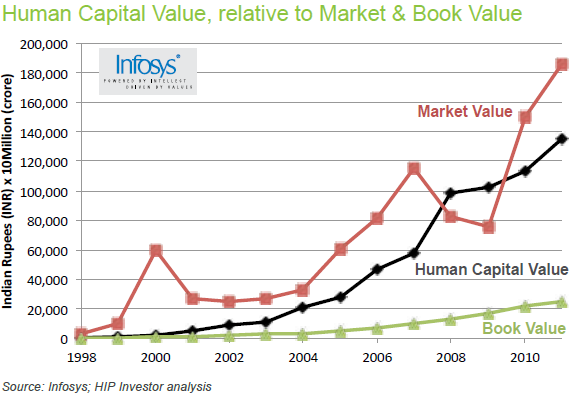 Human Capital Value, relative to Market & Book Value
200,000
180,000
160,000
140,000
120,000
100,000
80,000
60,000
40,000
20,000
0
Indian Rupees (INR) x 10Million (crore)
Infosys®
POWERED BY INTELLECT
DRIVEN BY VALUES
Market Value
Human Capital Value
Book Value
1998
2000
2002
2004
2006
2008
2010
Source: Infosys; HIP Investor analysis